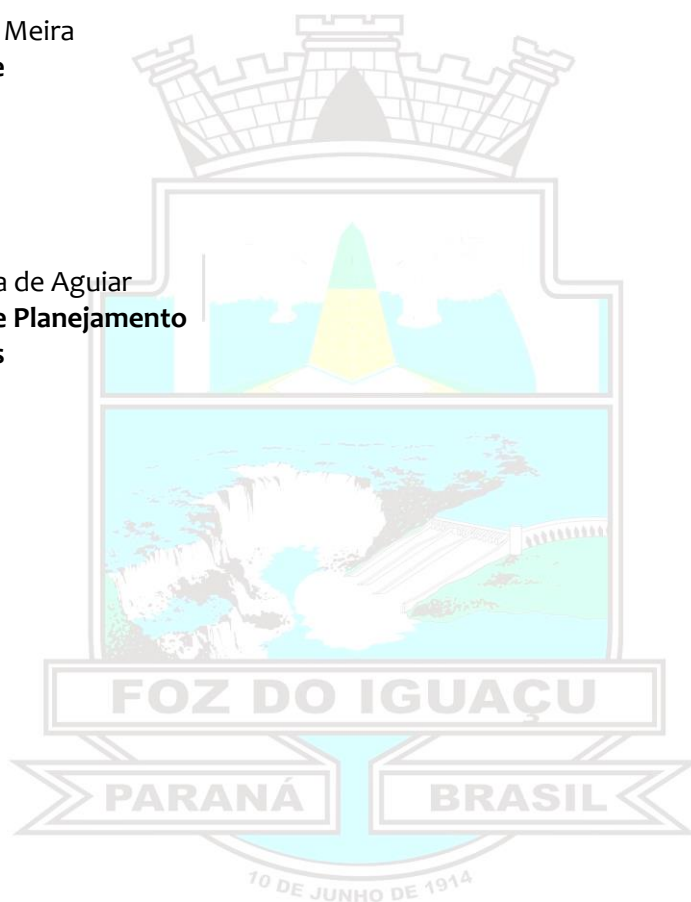 Meira
e
a de Aguiar
e Planejamento
s
FOZ DO IGUAÇU
PARANÁ BRASIL
10 DE JUNHO DE 1914